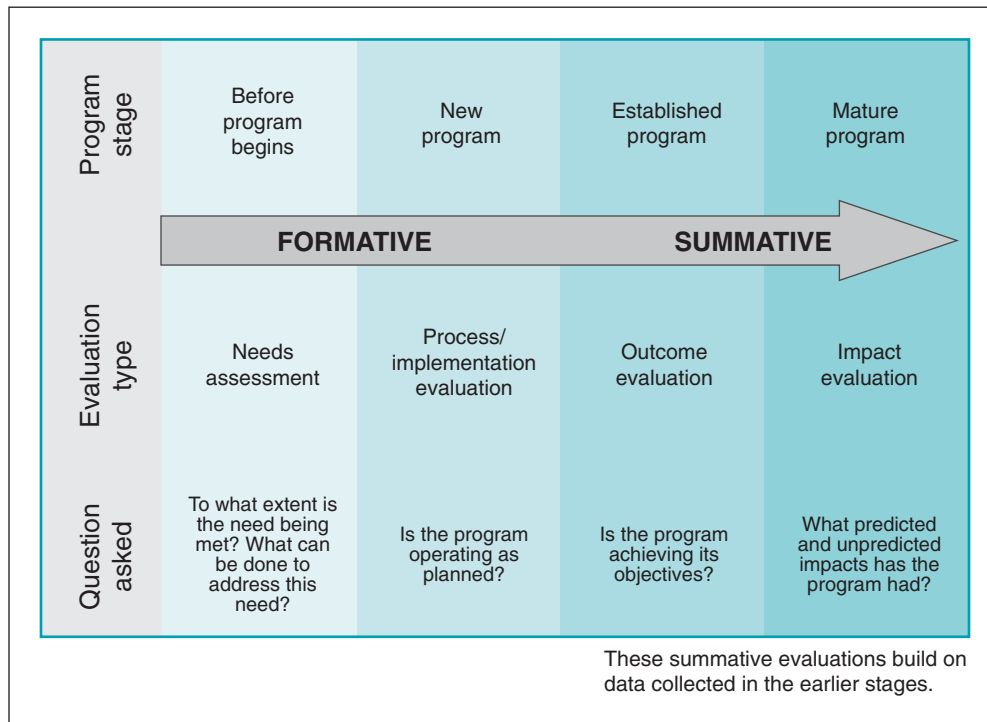 Program
stage
Before
program
begins
New
program
Established
program
Mature
program
FORMATIVE
SUMMATIVE
Evaluation
type
Needs
assessment
Process/
implementation
evaluation
Outcome
evaluation
Impact
evaluation
Question
asked
To what extent is
the need being
met? What can
be done to
address this
need?
Is the program
operating as
planned?
Is the program
achieving its
objectives?
What predicted
and unpredicted
impacts has the
program had?
These summative evaluations build on
data collected in the earlier stages.